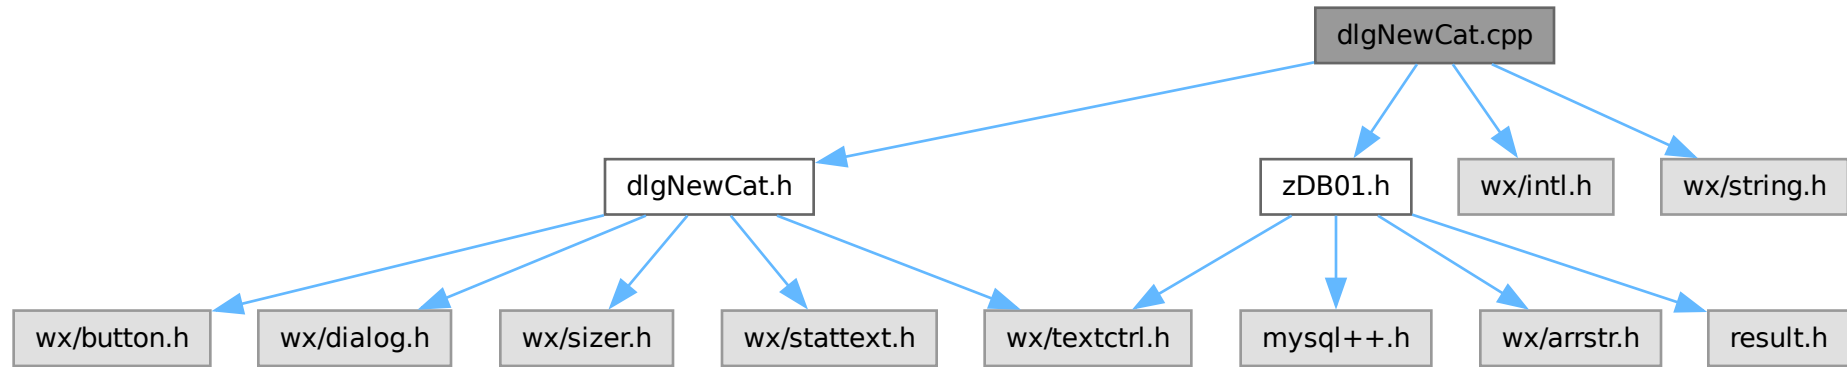 dlgNewCat.cpp
dlgNewCat.h
zDB01.h
wx/intl.h
wx/string.h
wx/button.h
wx/dialog.h
wx/sizer.h
wx/stattext.h
wx/textctrl.h
mysql++.h
wx/arrstr.h
result.h